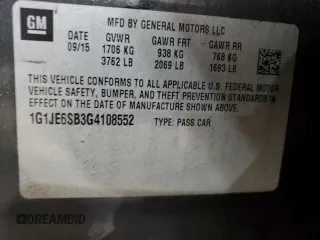 GM
MFD BY GENERAL MOTORS LLC
DATE GVWR GAWR FRT GAWR RR
09/15 1706 KG 938 KG 768 KG
3762 LB 2069 LB 1693 LB
THIS VEHICLE CONFORMS TO ALL APPLICABLE U.S. FEDERAL MOTOR
VEHICLE SAFETY, BUMPER, AND THEFT PREVENTION STANDARDS IN
EFFECT ON THE DATE OF MANUFACTURE SHOWN ABOVE.
1G1JE6SB3G4108552 TYPE: PASS CAR
DREAMBID